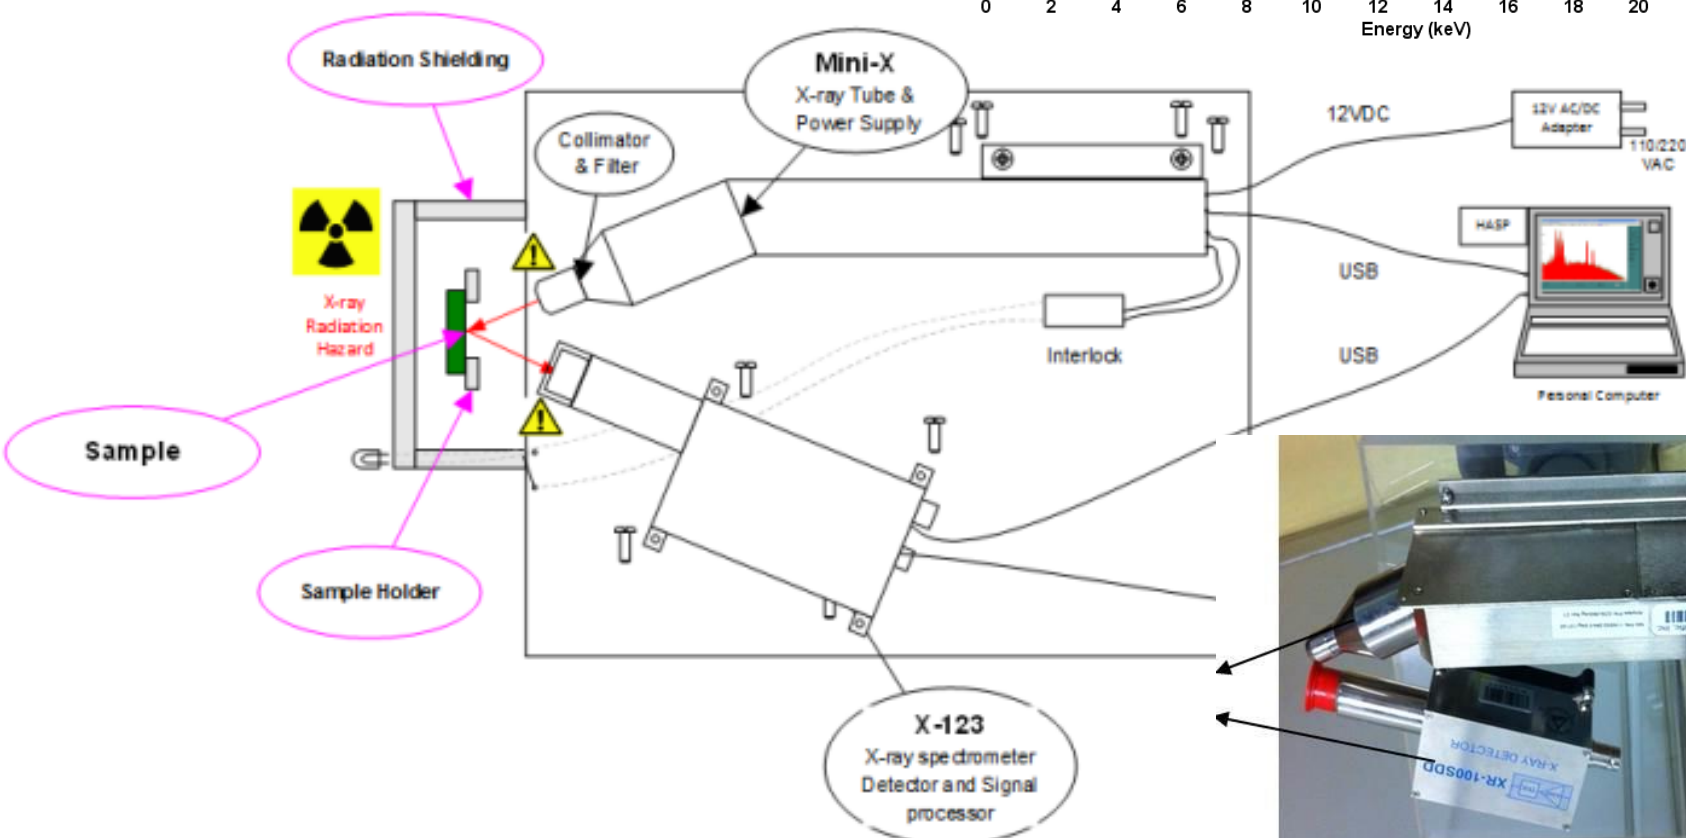 0 2 4 6 8 10 12 14 16 18 20
Energy (keV)
Radiation Shielding
Mini-X
X-ray Tube &
Power Supply
Collimator
& Filter
12VDC
12V AC/DC
Adapter
110/220
VAC
HASP
USB
X-ray
Radiation
Hazard
Interlock
USB
Personal Computer
Sample
Sample Holder
X-123
X-ray spectrometer
Detector and Signal
processor
X-RAY DETECTOR
XR-100SDD